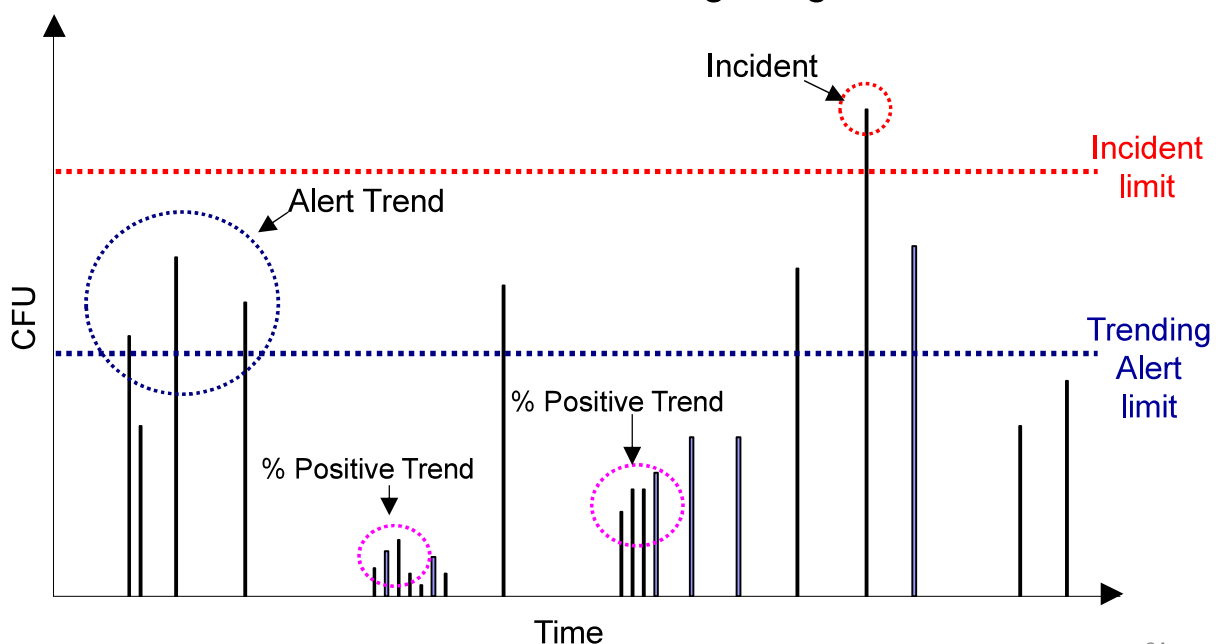 Incident
Incident
limit
Alert Trend
CFU
Trending
Alert
limit
% Positive Trend
% Positive Trend
Time